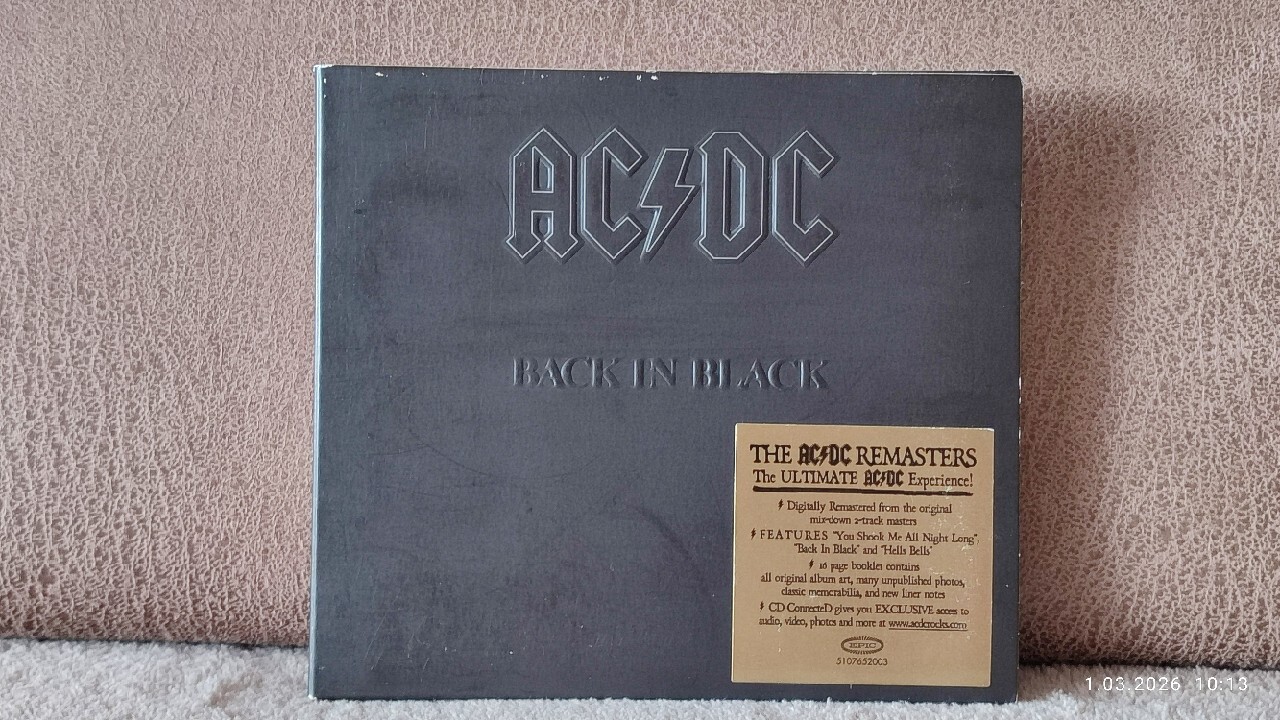 AC⚡DC
BACK IN BLACK
THE AC⚡DC REMASTERS
The ULTIMATE AC⚡DC Experience!
Digitally Remastered from the original
mix-down 2-track masters
FEATURES "You Shook Me All Night Long",
"Back In Black" and "Hells Bells"
16 page booklet contains
all original album art, many unpublished photos,
classic memorabilia, and new liner notes
CD ConnecteD gives you EXCLUSIVE access to
audio, video, photos and more at www.acdcrocks.com
EPIC
5107652OC3
1.03.2026 10:13